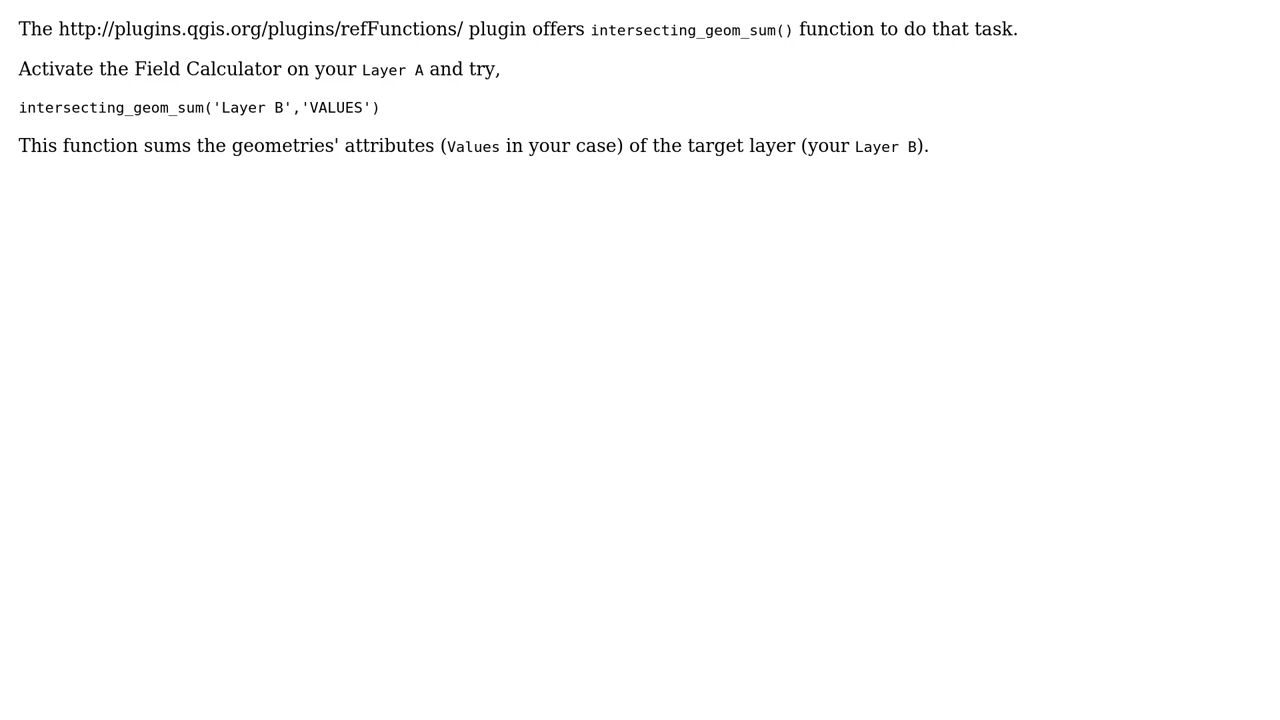 The http://plugins.qgis.org/plugins/refFunctions/ plugin offers intersecting_geom_sum() function to do that task.
Activate the Field Calculator on your Layer A and try,
intersecting_geom_sum('Layer B','VALUES')
This function sums the geometries' attributes (Values in your case) of the target layer (your Layer B).